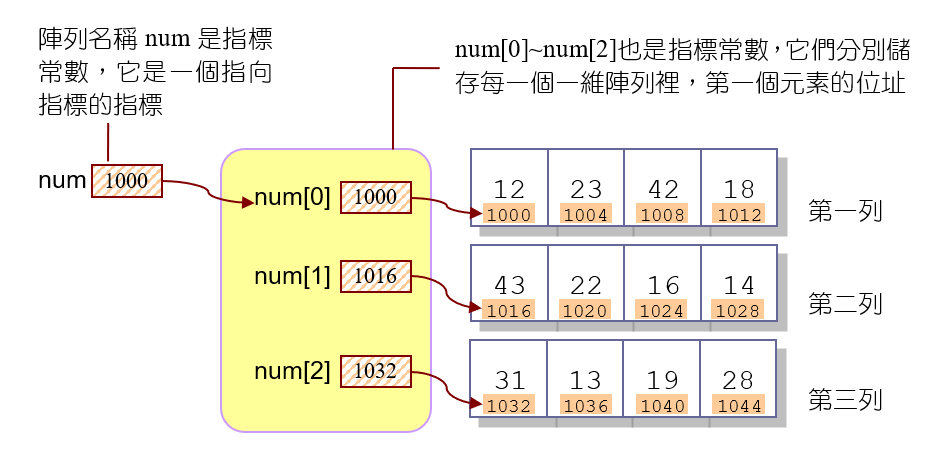 陣列名稱 num 是指標
常數，它是一個指向
指標的指標
num[0]~num[2]也是指標常數，它們分別儲
存每一個一維陣列裡，第一個元素的位址
num 1000
num[0] 1000
12 23 42 18
1000 1004 1008 1012
第一列
num[1] 1016
43 22 16 14
1016 1020 1024 1028
第二列
num[2] 1032
31 13 19 28
1032 1036 1040 1044
第三列